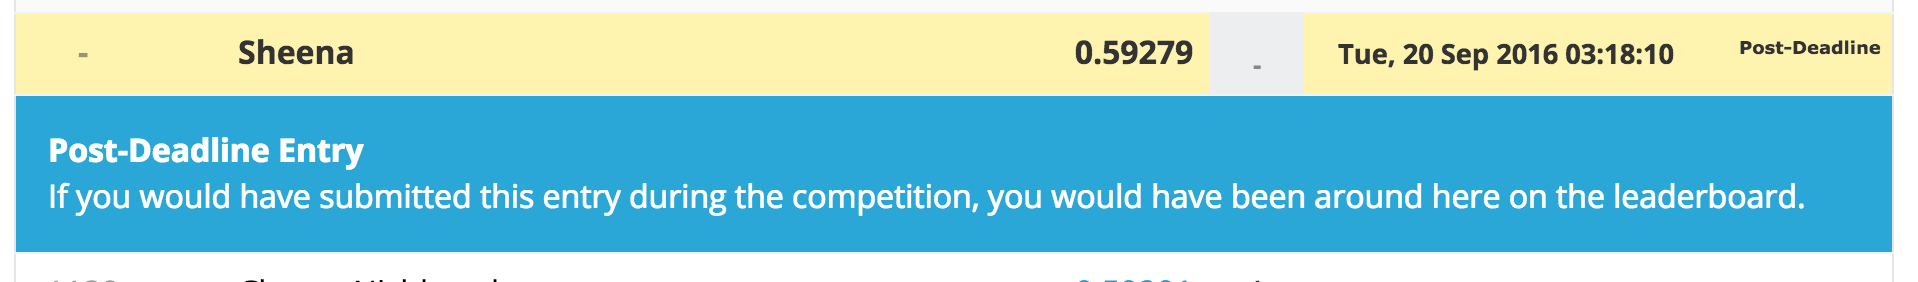 - Sheena 0.59279 - Tue, 20 Sep 2016 03:18:10 Post-Deadline
Post-Deadline Entry
If you would have submitted this entry during the competition, you would have been around here on the leaderboard.